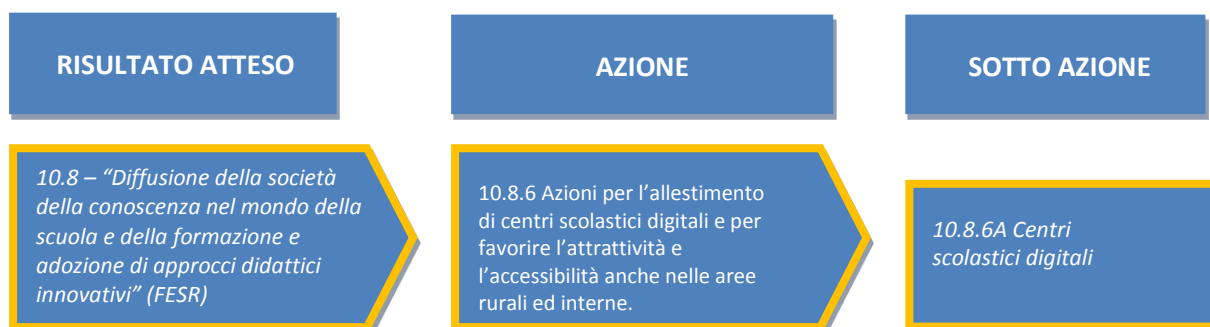 RISULTATO ATTESO
AZIONE
SOTTO AZIONE
10.8 – “Diffusione della società
della conoscenza nel mondo della
scuola e della formazione e
adozione di approcci didattici
innovativi” (FESR)
10.8.6 Azioni per l’allestimento
di centri scolastici digitali e per
favorire l’attrattività e
l’accessibilità anche nelle aree
rurali ed interne.
10.8.6A Centri
scolastici digitali